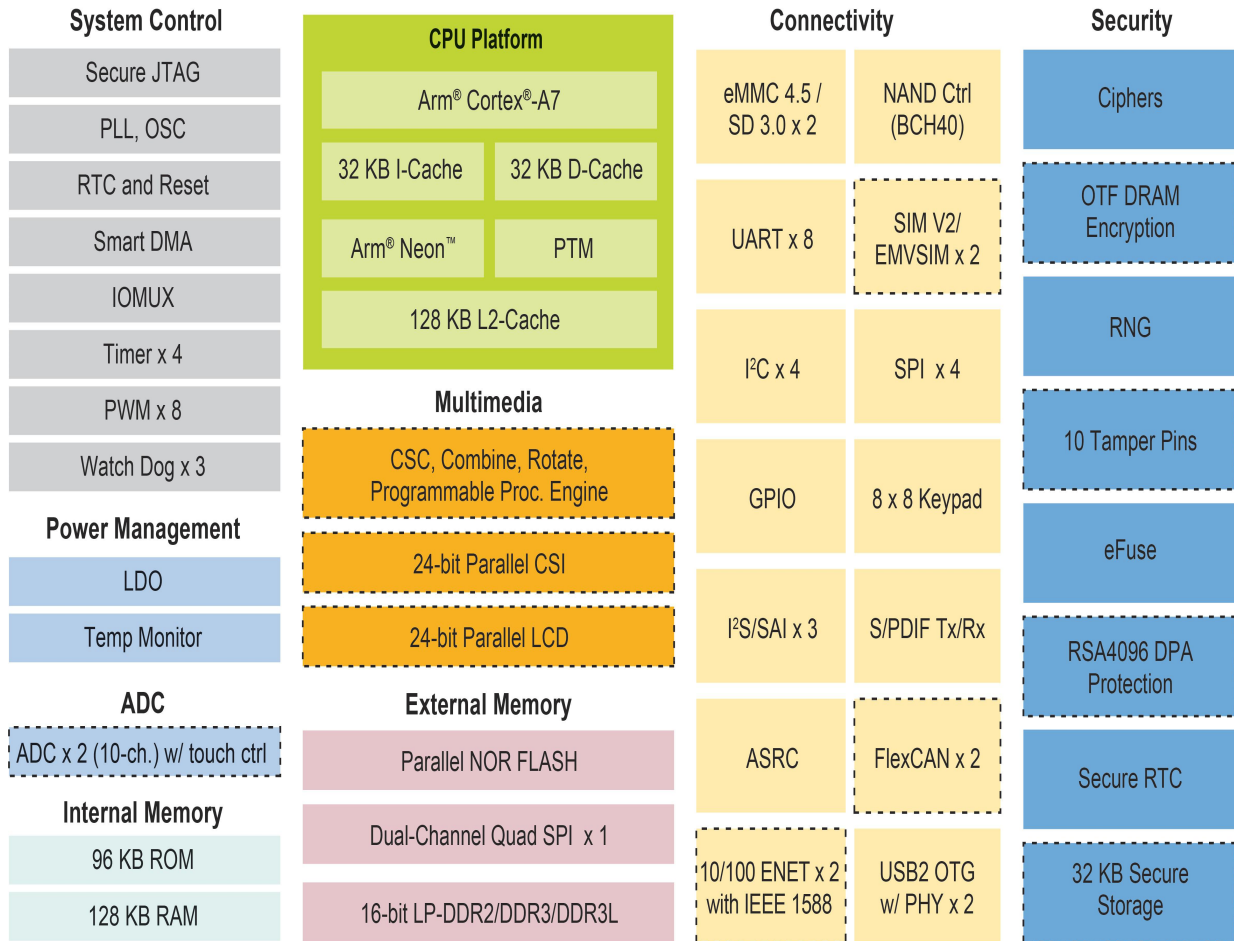 System Control
Secure JTAG
PLL, OSC
RTC and Reset
Smart DMA
IOMUX
Timer x 4
PWM x 8
Watch Dog x 3
Power Management
LDO
Temp Monitor
ADC
ADC x 2 (10-ch.) w/ touch ctrl
Internal Memory
96 KB ROM
128 KB RAM
CPU Platform
Arm® Cortex®-A7
32 KB I-Cache
32 KB D-Cache
Arm® Neon™
PTM
128 KB L2-Cache
Multimedia
CSC, Combine, Rotate,
Programmable Proc. Engine
24-bit Parallel CSI
24-bit Parallel LCD
External Memory
Parallel NOR FLASH
Dual-Channel Quad SPI x 1
16-bit LP-DDR2/DDR3/DDR3L
Connectivity
eMMC 4.5 /
SD 3.0 x 2
NAND Ctrl
(BCH40)
UART x 8
SIM V2/
EMVSIM x 2
I²C x 4
SPI x 4
GPIO
8 x 8 Keypad
I²S/SAI x 3
S/PDIF Tx/Rx
ASRC
FlexCAN x 2
10/100 ENET x 2
with IEEE 1588
USB2 OTG
w/ PHY x 2
Security
Ciphers
OTF DRAM
Encryption
RNG
10 Tamper Pins
eFuse
RSA4096 DPA
Protection
Secure RTC
32 KB Secure
Storage